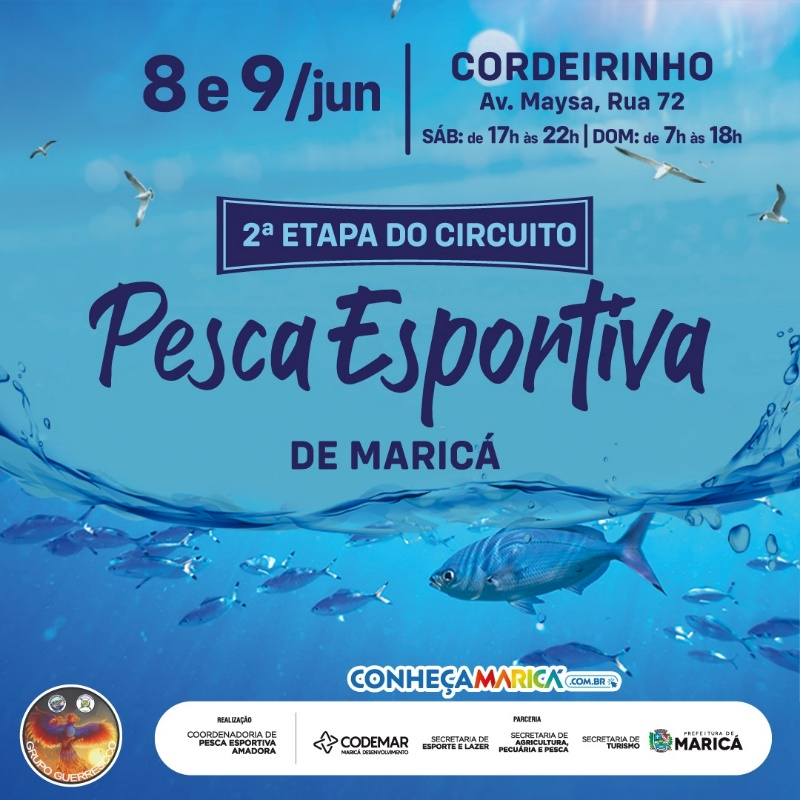 8 e 9/jun
CORDEIRINHO
Av. Maysa, Rua 72
SÁB: de 17h às 22h | DOM: de 7h às 18h
2ª ETAPA DO CIRCUITO
Pesca Esportiva
DE MARICÁ
CONHEÇAMARICÁ.COM.BR
GRUPO GUERRESCO
REALIZAÇÃO
COORDENADORIA DE
PESCA ESPORTIVA
AMADORA
PARCERIA
CODEMAR
MARICÁ DESENVOLVIMENTO
SECRETARIA DE
ESPORTE E LAZER
SECRETARIA DE
AGRICULTURA,
PECUÁRIA E PESCA
SECRETARIA DE
TURISMO
PREFEITURA DE
MARICÁ